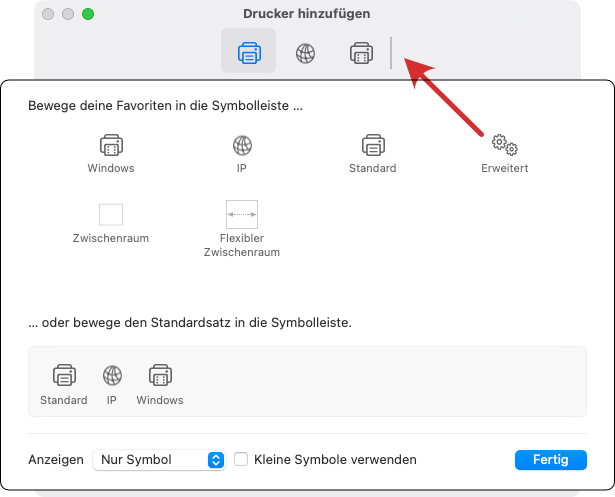 Drucker hinzufügen
Bewege deine Favoriten in die Symbolleiste ...
Windows
IP
Standard
Erweitert
Zwischenraum
Flexibler
Zwischenraum
... oder bewege den Standardsatz in die Symbolleiste.
Standard
IP
Windows
Anzeigen
Nur Symbol
Kleine Symbole verwenden
Fertig